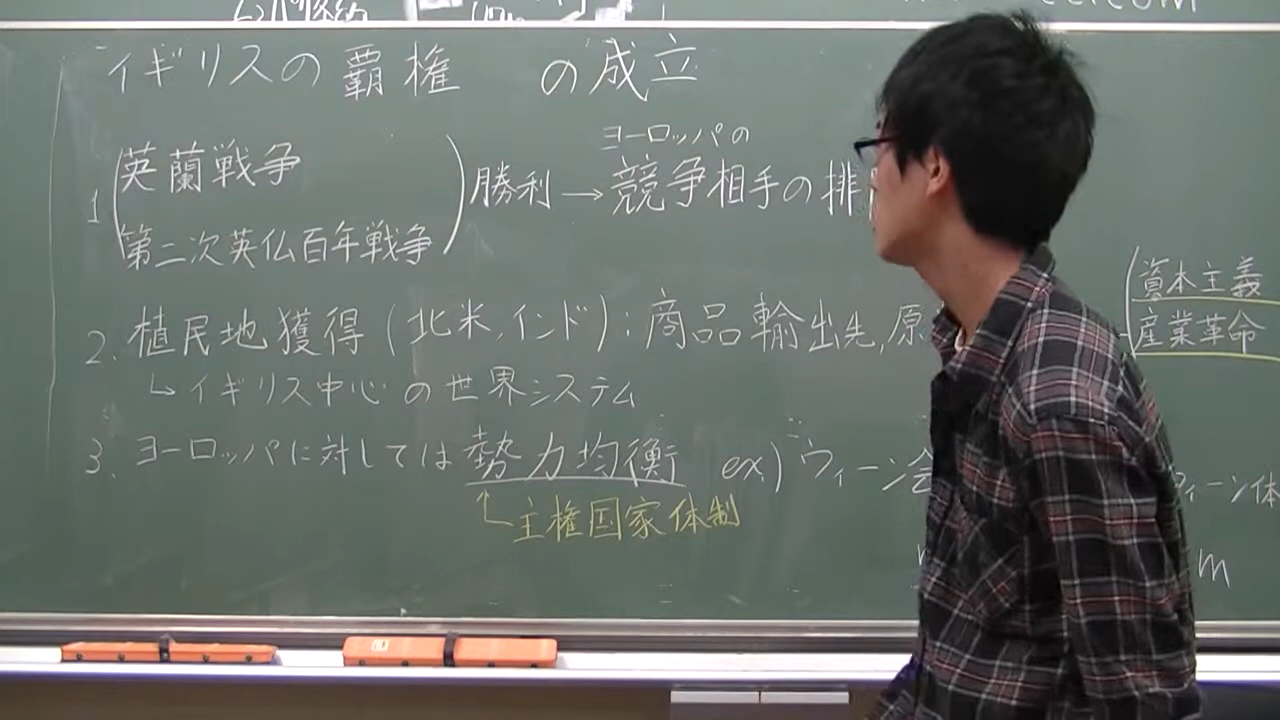 イギリスの覇権 の成立
英蘭戦争
1
第二次英仏百年戦争
勝利→ヨーロッパの
競争相手の排
2. 植民地獲得(北米,インド):商品輸出先,原
↳イギリス中心の世界システム
3. ヨーロッパに対しては勢力均衡 ex)ウィーン会
主権国家体制
資本主義
産業革命
ウィーン体
m